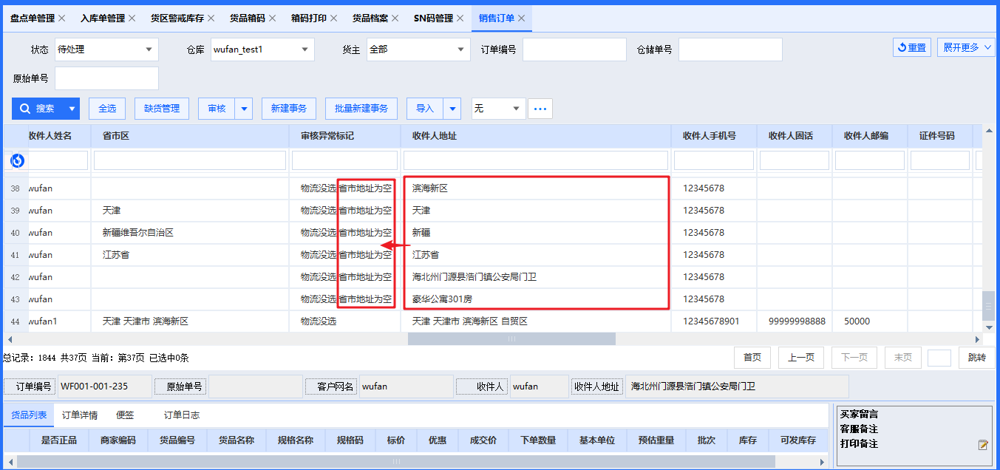 盘点单管理 入库单管理 货区警戒库存 货品箱码 箱码打印 货品档案 SN码管理 销售订单
状态 待处理 仓库 wufan_test1 货主 全部 订单编号 仓储单号 重置 展开更多
原始单号
搜索 全选 缺货管理 审核 新建事务 批量新建事务 导入 无 ...
收件人姓名 省市区 审核异常标记 收件人地址 收件人手机号 收件人固话 收件人邮编 证件号码
38 wufan 物流没选 省市地址为空 滨海新区 12345678
39 wufan 天津 物流没选 省市地址为空 天津 12345678
40 wufan 新疆维吾尔自治区 物流没选 省市地址为空 新疆 12345678
41 wufan 江苏省 物流没选 省市地址为空 江苏省 12345678
42 wufan 物流没选 省市地址为空 海北州门源县浩门镇公安局门卫 12345678
43 wufan 物流没选 省市地址为空 豪华公寓301房 12345678
44 wufan1 天津 天津市 滨海新区 物流没选 天津 天津市 滨海新区 自贸区 12345678901 99999998888 50000
总记录：1844 共37页 当前：第37页 已选中0条 首页 上一页 下一页 末页 跳转
订单编号 WF001-001-235 原始单号 客户网名 wufan 收件人 wufan 收件人地址 海北州门源县浩门镇公安局门卫
货品列表 订单详情 便签 订单日志
是否正品 商家编码 货品编号 货品名称 规格名称 规格码 标价 优惠 成交价 下单数量 基本单位 预估重量 批次 库存 可发库存
买家留言
客服备注
打印备注